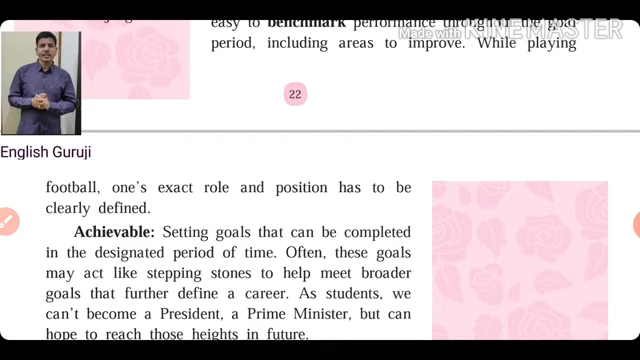 easy to benchmark performance through the goal
Made with KINEMASTER
period, including areas to improve. While playing
22
English Guruji
football, one's exact role and position has to be
clearly defined.
Achievable: Setting goals that can be completed
in the designated period of time. Often, these goals
may act like stepping stones to help meet broader
goals that further define a career. As students, we
can't become a President, a Prime Minister, but can
hope to reach those heights in future.